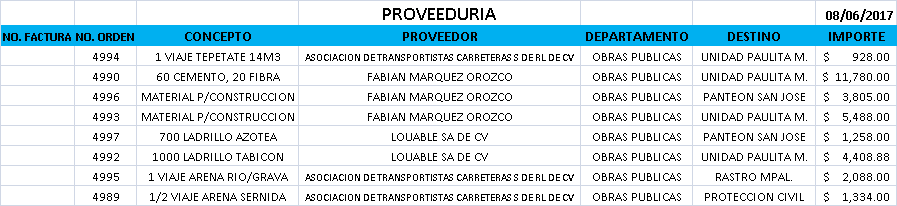 PROVEEDURIA 08/06/2017
NO. FACTURA NO. ORDEN CONCEPTO PROVEEDOR DEPARTAMENTO DESTINO IMPORTE
4994 1 VIAJE TEPETATE 14M3 ASOCIACION DE TRANSPORTISTAS CARRETERAS S DE RL DE CV OBRAS PUBLICAS UNIDAD PAULITA M. $ 928.00
4990 60 CEMENTO, 20 FIBRA FABIAN MARQUEZ OROZCO OBRAS PUBLICAS UNIDAD PAULITA M. $ 11,780.00
4996 MATERIAL P/CONSTRUCCION FABIAN MARQUEZ OROZCO OBRAS PUBLICAS PANTEON SAN JOSE $ 3,805.00
4993 MATERIAL P/CONSTRUCCION FABIAN MARQUEZ OROZCO OBRAS PUBLICAS UNIDAD PAULITA M. $ 5,488.00
4997 700 LADRILLO AZOTEA LOUABLE SA DE CV OBRAS PUBLICAS PANTEON SAN JOSE $ 1,258.00
4992 1000 LADRILLO TABICON LOUABLE SA DE CV OBRAS PUBLICAS UNIDAD PAULITA M. $ 4,408.88
4995 1 VIAJE ARENA RIO/GRAVA ASOCIACION DE TRANSPORTISTAS CARRETERAS S DE RL DE CV OBRAS PUBLICAS RASTRO MPAL. $ 2,088.00
4989 1/2 VIAJE ARENA SERNIDA ASOCIACION DE TRANSPORTISTAS CARRETERAS S DE RL DE CV OBRAS PUBLICAS PROTECCION CIVIL $ 1,334.00